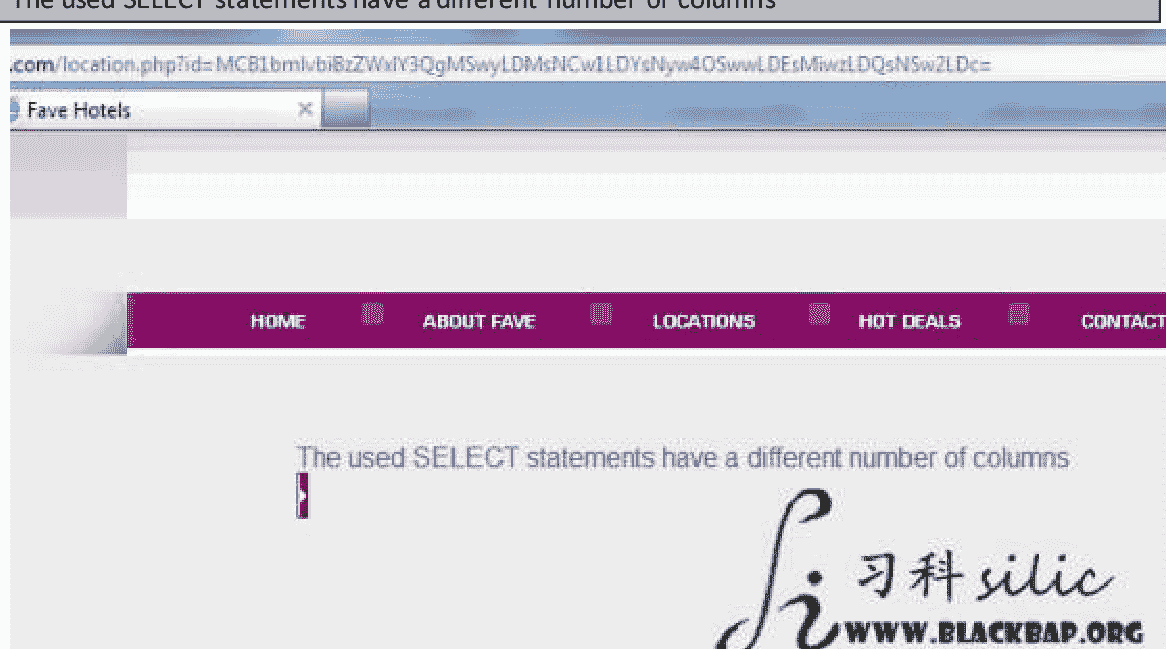 The used SELECT statements have a different number of columns
.com/location.php?id=MCB1bmlvbiBzZWxlY3QgMSwyLDMsNCw1LDYsNyw4OSwwLDEsMiwzLDQsNSw2LDc=
Fave Hotels
HOME ABOUT FAVE LOCATIONS HOT DEALS CONTACT
The used SELECT statements have a different number of columns
习科 silic
WWW.BLACKBAP.ORG